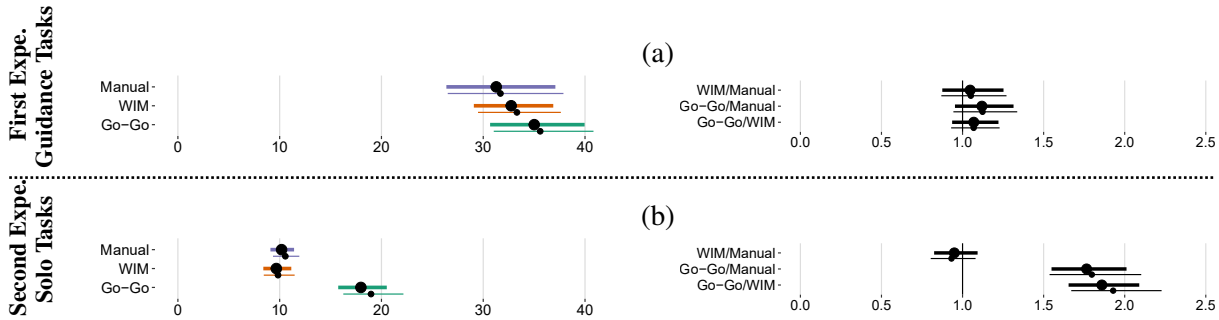 First Expe.
Guidance Tasks
(a)
Manual
WIM
Go-Go
0 10 20 30 40
WIM/Manual
Go-Go/Manual
Go-Go/WIM
0.0 0.5 1.0 1.5 2.0 2.5
Second Expe.
Solo Tasks
(b)
Manual
WIM
Go-Go
0 10 20 30 40
WIM/Manual
Go-Go/Manual
Go-Go/WIM
0.0 0.5 1.0 1.5 2.0 2.5